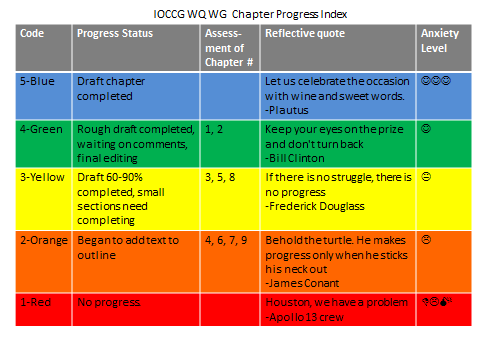 IOCCG WQ WG Chapter Progress Index
Code Progress Status Assess-ment of Chapter # Reflective quote Anxiety Level
5-Blue Draft chapter completed Let us celebrate the occasion with wine and sweet words. -Plautus ☺☺☺
4-Green Rough draft completed, waiting on comments, final editing 1, 2 Keep your eyes on the prize and don't turn back -Bill Clinton ☺
3-Yellow Draft 60-90% completed, small sections need completing 3, 5, 8 If there is no struggle, there is no progress -Frederick Douglass 😐
2-Orange Began to add text to outline 4, 6, 7, 9 Behold the turtle. He makes progress only when he sticks his neck out -James Conant ☹
1-Red No progress Houston, we have a problem -Apollo 13 crew